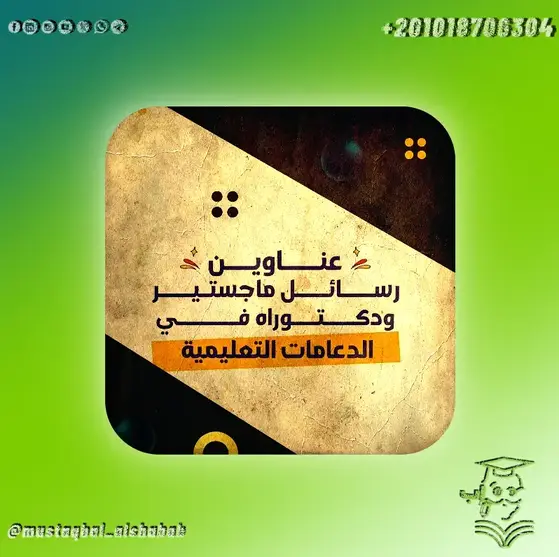 +201018706304
عناوين
رسائل ماجستير
ودكتوراه في
الدعامات التعليمية
@mustaqbal_alshabab